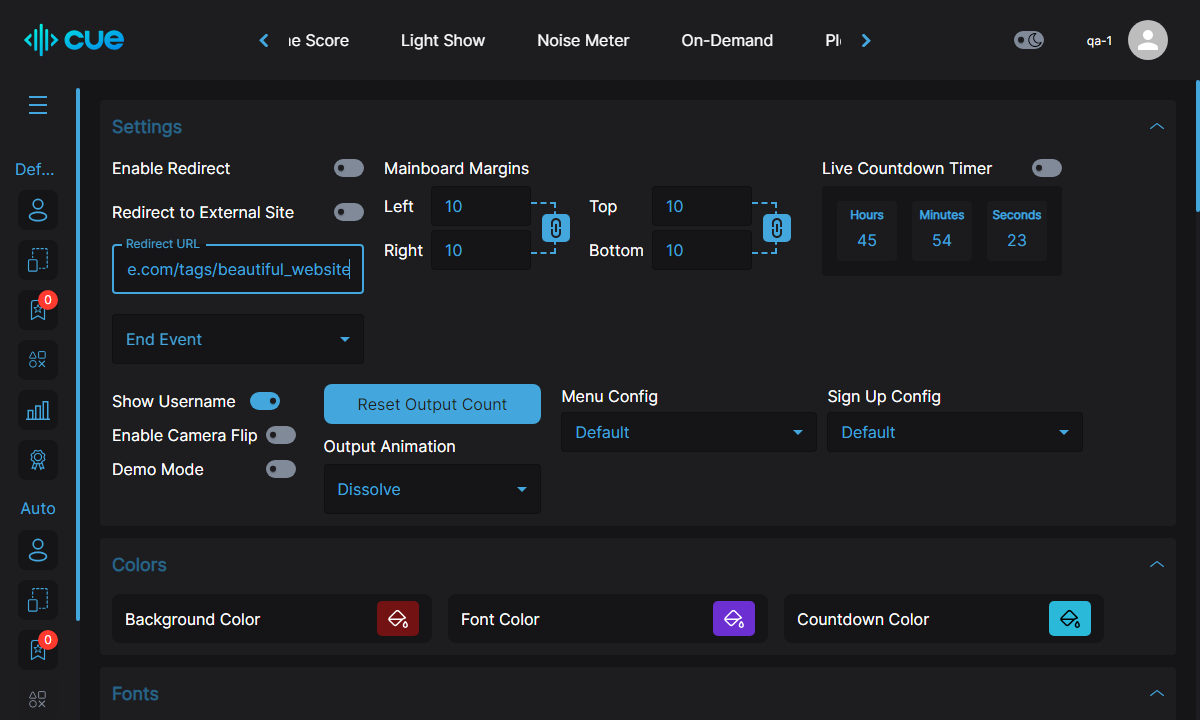 cue
e Score
Light Show
Noise Meter
On-Demand
qa-1
Settings
Def...
Enable Redirect
Mainboard Margins
Live Countdown Timer
Redirect to External Site
Left
10
Top
10
Hours
Minutes
Seconds
45
54
23
Redirect URL
e.com/tags/beautiful_website
Right
10
Bottom
10
0
End Event
Show Username
Reset Output Count
Menu Config
Sign Up Config
Enable Camera Flip
Default
Default
Output Animation
Demo Mode
Dissolve
Auto
Colors
Background Color
Font Color
Countdown Color
0
Fonts